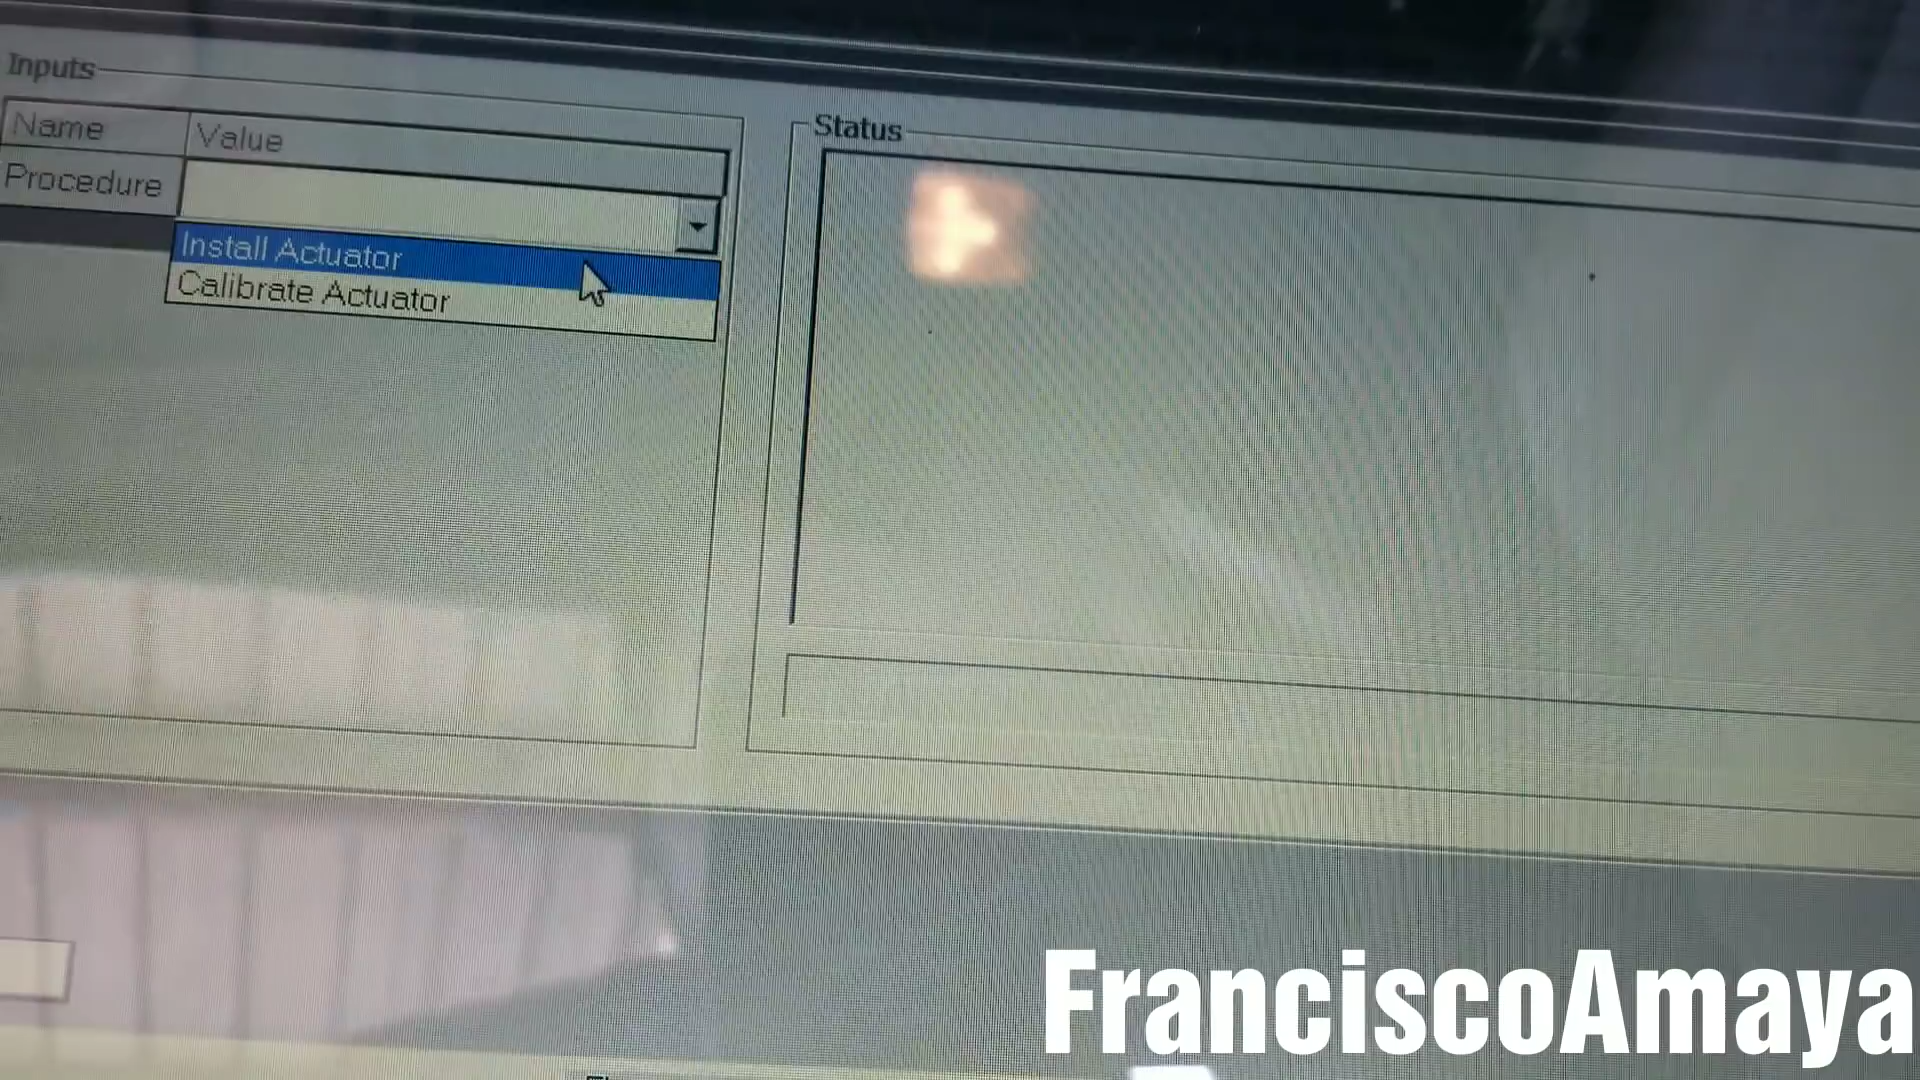 Inputs
Name Value
Procedure
Install Actuator
Calibrate Actuator
Status
FranciscoAmaya